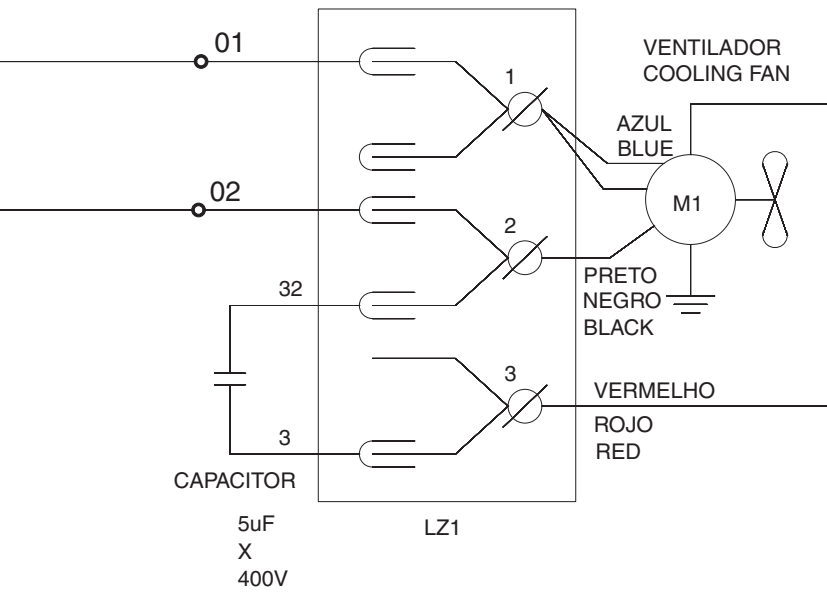 01
VENTILADOR
COOLING FAN
1
AZUL
BLUE
02
M1
2
PRETO
NEGRO
BLACK
32
3
VERMELHO
ROJO
RED
3
CAPACITOR
5uF
X
400V
LZ1